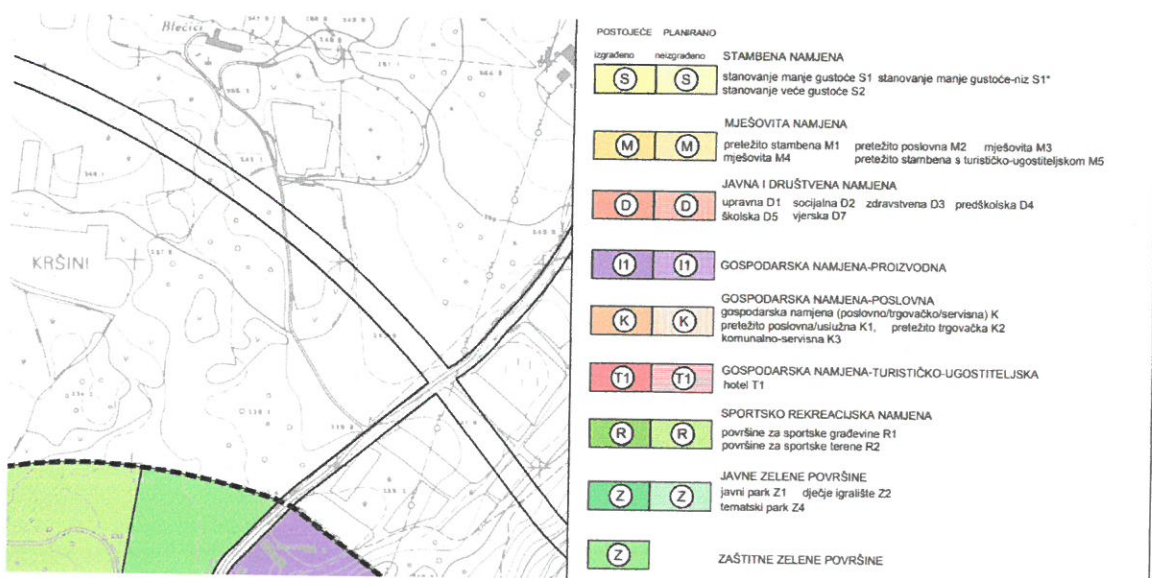 Blečići
KRŠINI
POSTOJEĆE PLANIRANO
izgrađeno neizgrađeno
STAMBENA NAMJENA
S S
stanovanje manje gustoće S1 stanovanje manje gustoće-niz S1*
stanovanje veće gustoće S2
MJEŠOVITA NAMJENA
M M
pretežito stambena M1 pretežito poslovna M2 mješovita M3
mješovita M4 pretežito stambena s turističko-ugostiteljskom M5
JAVNA I DRUŠTVENA NAMJENA
D D
upravna D1 socijalna D2 zdravstvena D3 predškolska D4
školska D5 vjerska D7
I1 I1
GOSPODARSKA NAMJENA-PROIZVODNA
GOSPODARSKA NAMJENA-POSLOVNA
K K
gospodarska namjena (poslovno/trgovačko/servisna) K
pretežito poslovna/uslužna K1, pretežito trgovačka K2
komunalno-servisna K3
GOSPODARSKA NAMJENA-TURISTIČKO-UGOSTITELJSKA
T1 T1
hotel T1
SPORTSKO REKREACIJSKA NAMJENA
R R
površine za sportske građevine R1
površine za sportske terene R2
JAVNE ZELENE POVRŠINE
Z Z
javni park Z1 dječje igralište Z2
tematski park Z4
Z
ZAŠTITNE ZELENE POVRŠINE